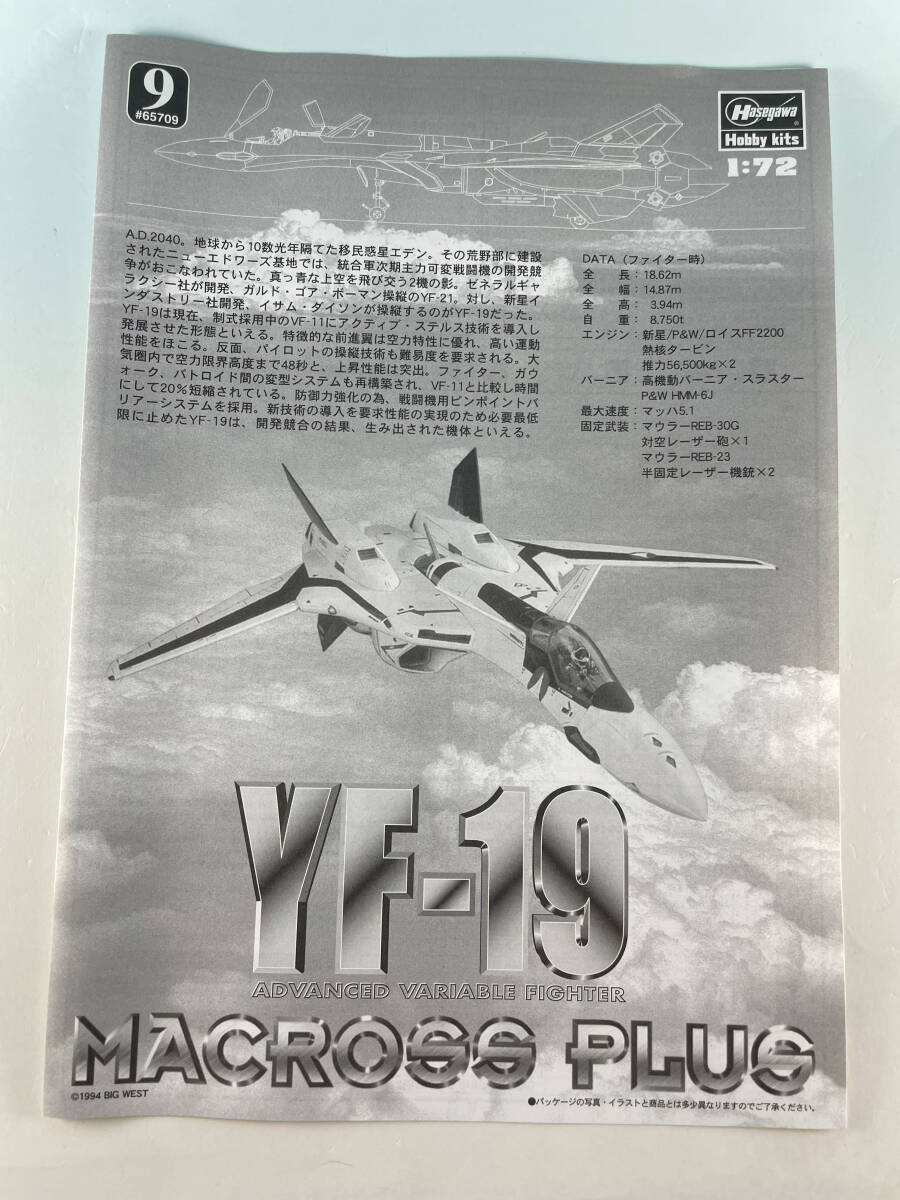 9
#65709
Hasegawa
Hobby kits
1:72
A.D.2040。地球から10数光年隔てた移民惑星エデン。その荒野部に建設
されたニューエドワーズ基地では、統合軍次期主力可変戦闘機の開発競
争がおこなわれていた。真っ青な上空を飛び交う2機の影。ゼネラルギャ
ラクシー社が開発、ガルド・ゴア・ボーマン操縦のYF-21。対し、新星イ
ンダストリー社開発、イサム・ダイソンが操縦するのがYF-19だった。
YF-19は現在、制式採用中のVF-11にアクティブ・ステルス技術を導入し
発展させた形態といえる。特徴的な前進翼は空力特性に優れ、高い運動
性能をほこる。反面、パイロットの操縦技術も難易度を要求される。大
気圏内で空力限界高度まで48秒と、上昇性能は突出。ファイター、ガウ
ォーク、バトロイド間の変型システムも再構築され、VF-11と比較し時間
にして20%短縮されている。防御力強化の為、戦闘機用ピンポイントバ
リアーシステムを採用。新技術の導入を要求性能の実現のため必要最低
限に止めたYF-19は、開発競合の結果、生み出された機体といえる。
DATA（ファイター時）
全　長：18.62m
全　幅：14.87m
全　高：3.94m
自　重：8.750t
エンジン：新星/P&W/ロイスFF2200
熱核タービン
推力56,500kg×2
バーニア：高機動バーニア・スラスター
P&W HMM-6J
最大速度：マッハ5.1
固定武装：マウラーREB-30G
対空レーザー砲×1
マウラーREB-23
半固定レーザー機銃×2
YF-19
ADVANCED VARIABLE FIGHTER
MACROSS PLUS
©1994 BIG WEST
●パッケージの写真・イラストと商品とは多少異なりますのでご了承ください。